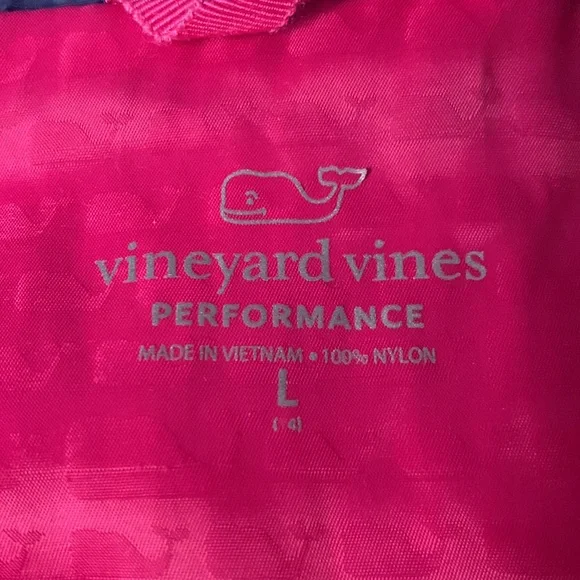 vineyard vines
PERFORMANCE
MADE IN VIETNAM • 100% NYLON
L